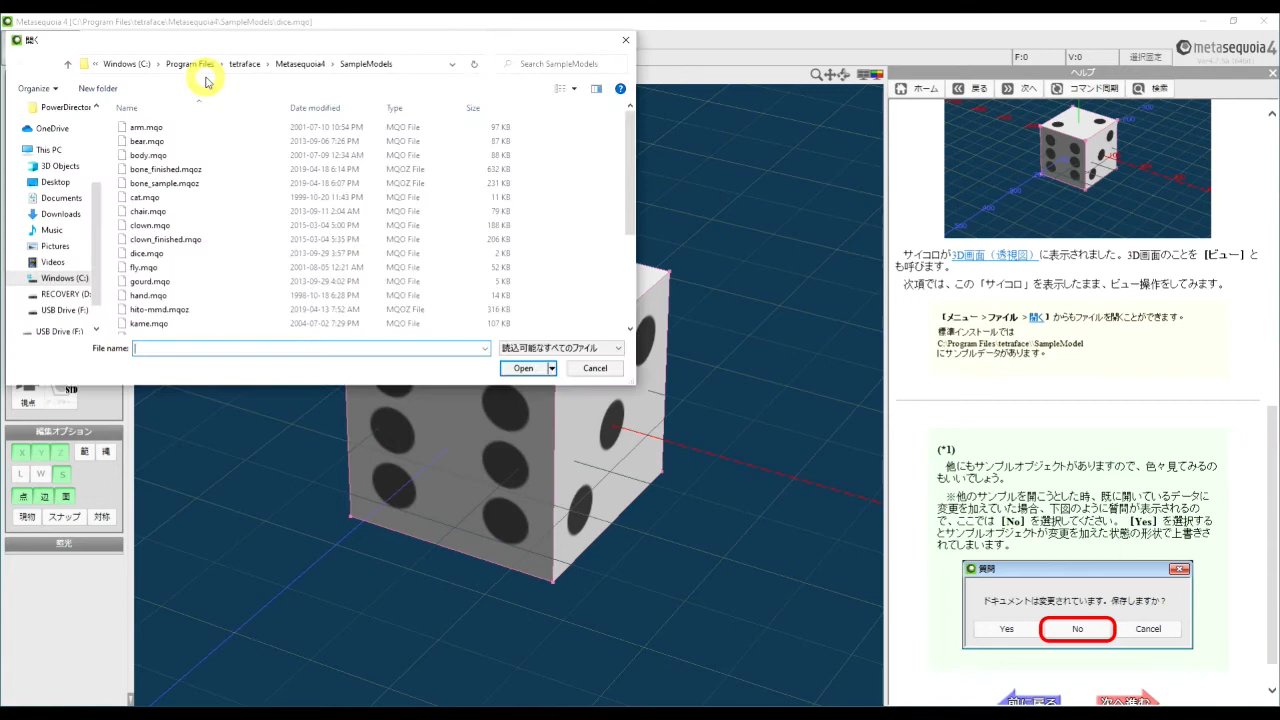 Metasequoia 4 [C:\Program Files\tetraface\Metasequoia4\SampleModels\dice.mqo]
開く
Windows (C:) › Program Files › tetraface › Metasequoia4 › SampleModels
Search SampleModels
Organize
New folder
Name Date modified Type Size
PowerDirector
OneDrive
This PC
3D Objects
Desktop
Documents
Downloads
Music
Pictures
Videos
Windows (C:)
RECOVERY (D:
USB Drive (F:)
USB Drive (F:)
arm.mqo 2001-07-10 10:54 PM MQO File 97 KB
bear.mqo 2013-09-06 7:26 PM MQO File 87 KB
body.mqo 2001-07-09 12:34 AM MQO File 88 KB
bone_finished.mqoz 2019-04-18 6:14 PM MQOZ File 632 KB
bone_sample.mqoz 2019-04-18 6:07 PM MQOZ File 231 KB
cat.mqo 1999-10-20 11:43 PM MQO File 11 KB
chair.mqo 2013-09-11 2:04 AM MQO File 79 KB
clown.mqo 2015-03-04 5:00 PM MQO File 188 KB
clown_finished.mqo 2015-03-04 5:35 PM MQO File 206 KB
dice.mqo 2013-09-29 3:57 PM MQO File 2 KB
fly.mqo 2001-08-05 12:21 AM MQO File 52 KB
gourd.mqo 2013-09-28 4:02 PM MQO File 5 KB
hand.mqo 1998-10-18 6:28 PM MQO File 14 KB
hito-mmd.mqoz 2019-04-13 7:52 AM MQOZ File 316 KB
kame.mqo 2004-07-02 7:29 PM MQO File 107 KB
File name:
読込可能なすべてのファイル
Open
Cancel
視点
編集オプション
X Y Z 範 縄
L W S
点 辺 面
現物 スナップ 対称
照光
F:0 V:0 選択固定
metasequoia 4
ヘルプ
ホーム 戻る 次へ コマンド同期 検索
サイコロが3D画面（透視図）に表示されました。3D画面のことを［ビュー］と
も呼びます。
次項では、この「サイコロ」を表示したまま、ビュー操作をしてみます。
［メニュー > ファイル > 開く］からもファイルを開くことができます。
標準インストールでは
C:\Program Files\tetraface\SampleModel
にサンプルデータがあります。
(*1)
他にもサンプルオブジェクトがありますので、色々見てみるの
もいいでしょう。
※他のサンプルを開こうとした時、既に開いているデータに
変更を加えていた場合、下図のように質問が表示されるの
で、ここでは［No］を選択してください。［Yes］を選択する
とサンプルオブジェクトが変更を加えた状態の形状で上書きさ
れてしまいます。
質問
ドキュメントは変更されています。保存しますか？
Yes No Cancel
前に戻る 次へ進む